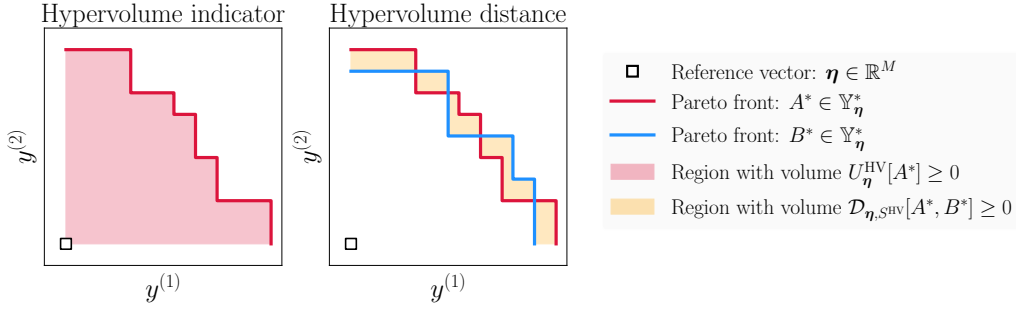 Hypervolume indicator
Hypervolume distance
y^{(2)}
y^{(1)}
y^{(2)}
y^{(1)}
Reference vector: η ∈ ℝ^M
Pareto front: A* ∈ 𝕐*_η
Pareto front: B* ∈ 𝕐*_η
Region with volume U_η^{HV}[A*] ≥ 0
Region with volume 𝒟_{η,S^{HV}}[A*, B*] ≥ 0